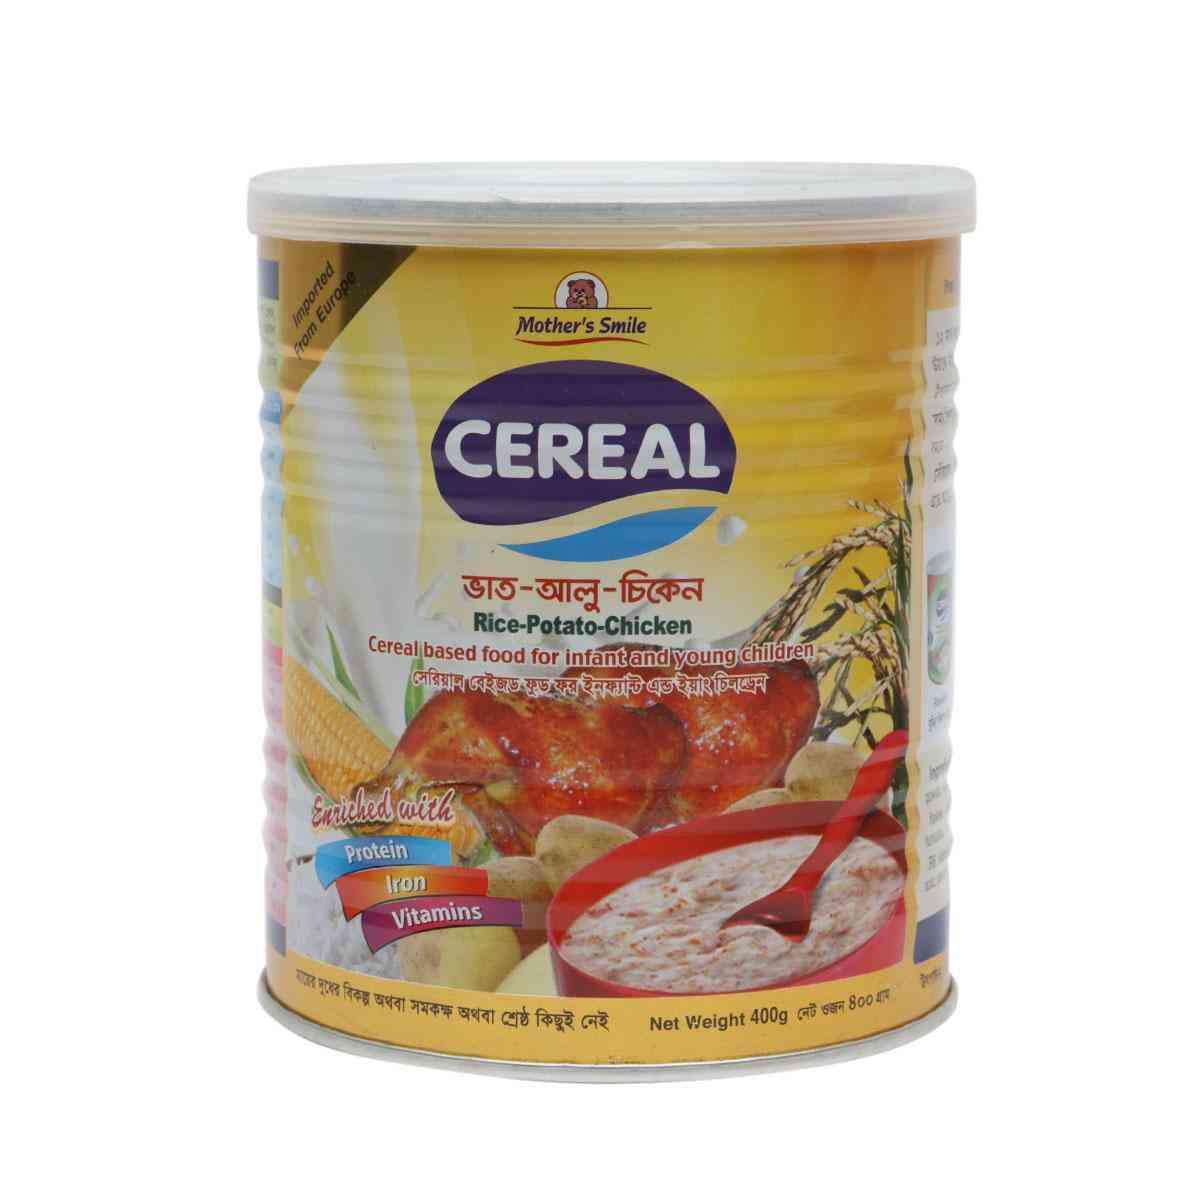 Imported
From Europe
Mother's Smile
CEREAL
ভাত-আলু-চিকেন
Rice-Potato-Chicken
Cereal based food for infant and young children
সেরিয়াল বেইজড ফুড ফর ইনফ্যান্ট এন্ড ইয়াং চিলড্রেন
Enriched with
Protein
Iron
Vitamins
মায়ের দুধের বিকল্প অথবা সমকক্ষ অথবা শ্রেষ্ঠ কিছুই নেই
Net Weight 400g নেট ওজন ৪০০ গ্রাম